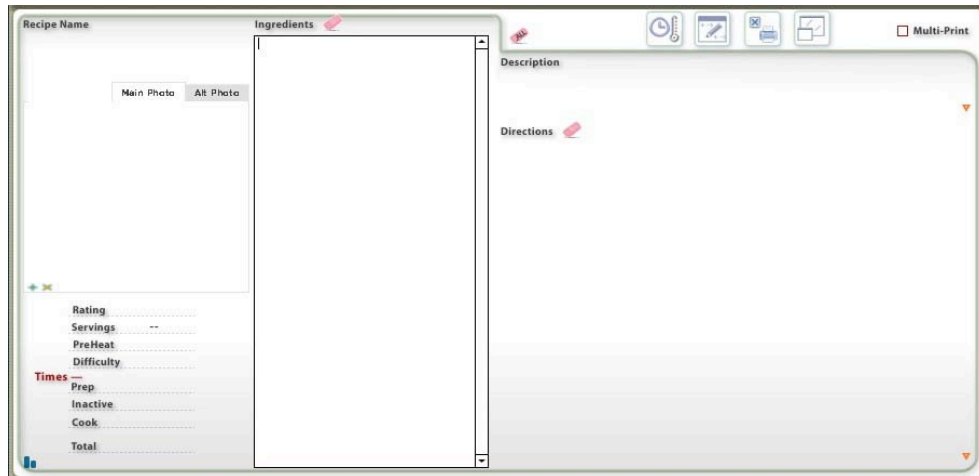 Recipe Name
Ingredients
ALL
Multi-Print
Main Photo
Alt Photo
Description
Directions
Rating
Servings --
PreHeat
Difficulty
Times —
Prep
Inactive
Cook
Total